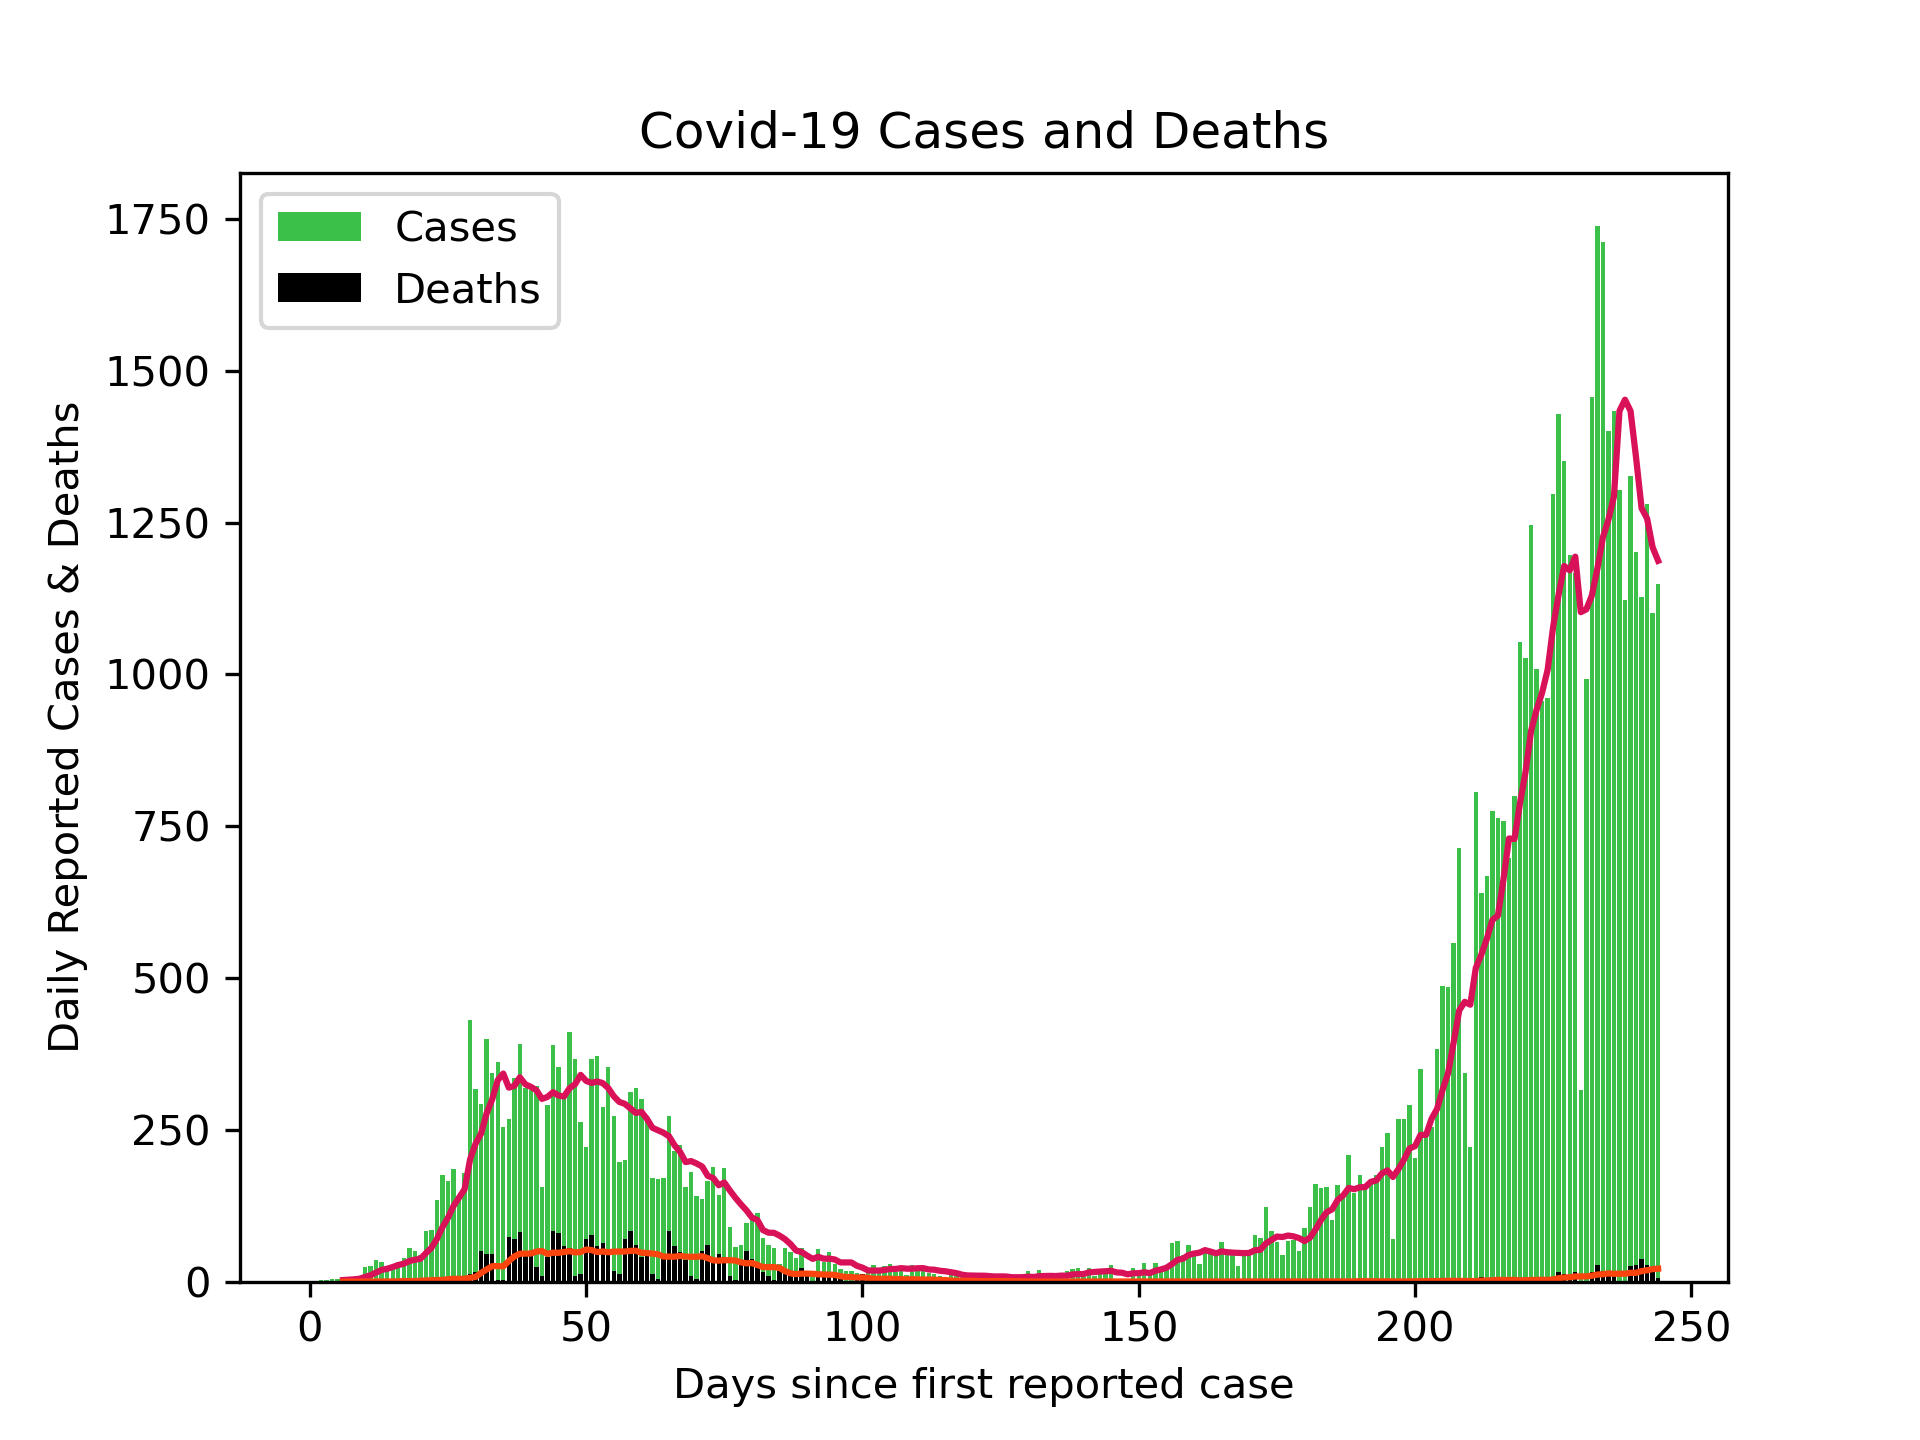 Covid-19 Cases and Deaths
Cases
Deaths
1750
1500
1250
1000
750
500
250
0
Daily Reported Cases & Deaths
0 50 100 150 200 250
Days since first reported case